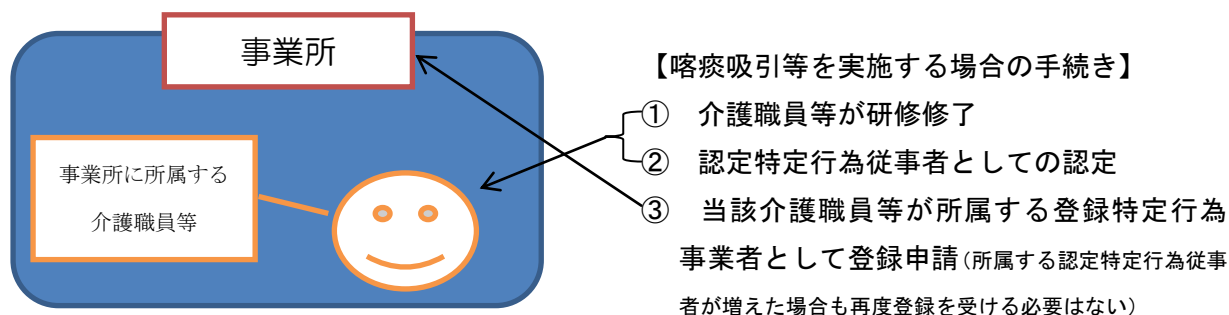 事業所
事業所に所属する
介護職員等
【喀痰吸引等を実施する場合の手続き】
① 介護職員等が研修修了
② 認定特定行為従事者としての認定
③ 当該介護職員等が所属する登録特定行為
事業者として登録申請(所属する認定特定行為従事
者が増えた場合も再度登録を受ける必要はない)